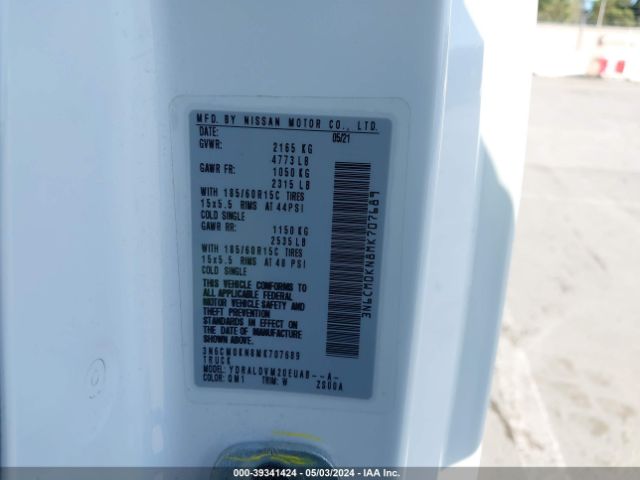 MFD. BY NISSAN MOTOR CO., LTD.
DATE: 05/21
GVWR: 2165 KG
4773 LB
GAWR FR: 1050 KG
2315 LB
WITH 185/60R15C TIRES
15x5.5 RIMS AT 44PSI
COLD SINGLE
GAWR RR: 1150 KG
2535 LB
WITH 185/60R15C TIRES
15x5.5 RIMS AT 48 PSI
COLD SINGLE
THIS VEHICLE CONFORMS TO
ALL APPLICABLE FEDERAL
MOTOR VEHICLE SAFETY AND
THEFT PREVENTION
STANDARDS IN EFFECT ON
THE DATE OF MANUFACTURE
SHOWN ABOVE.
3N6CM0KN8MK707689
TRUCK
MODEL: YDRALDVM20EUAB--A-
COLOR: QM1 TRIM: W ZS00A
3N6CM0KN8MK707689
000-39341424 - 05/03/2024 - IAA Inc.